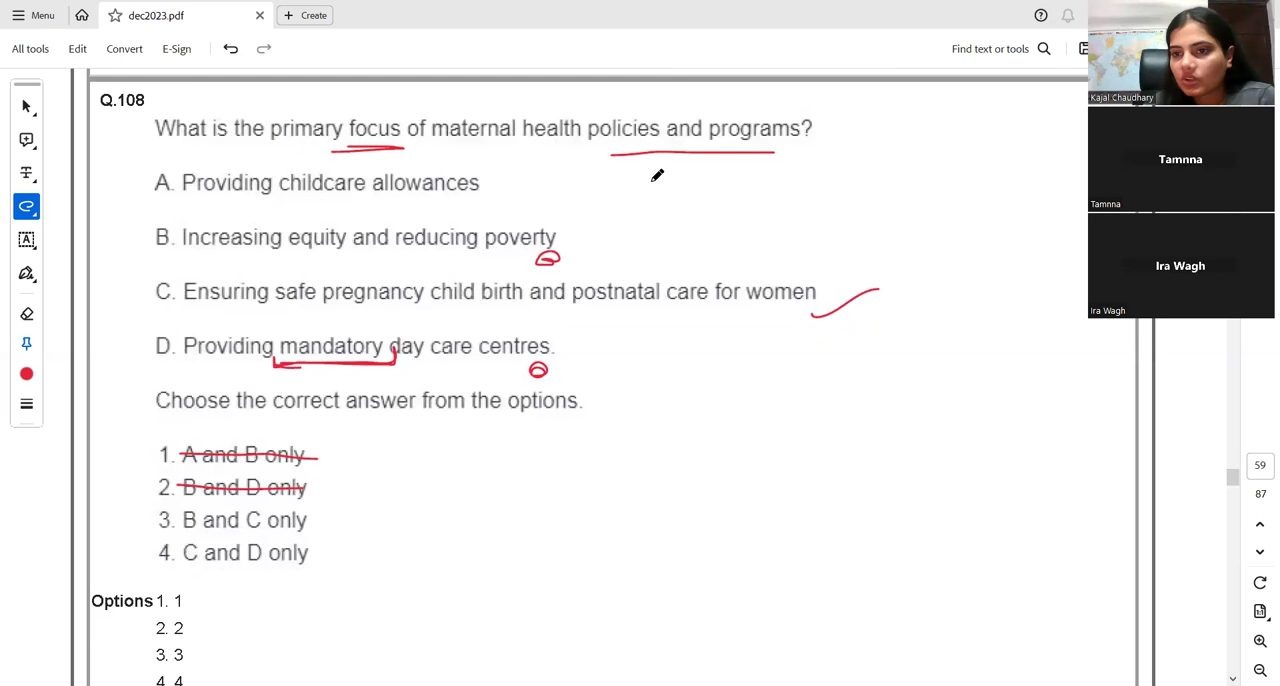 Menu
dec2023.pdf
Create
All tools
Edit
Convert
E-Sign
Find text or tools
Kajal Chaudhary
Tamnna
Tamnna
Ira Wagh
Ira Wagh
Q.108
What is the primary focus of maternal health policies and programs?
A. Providing childcare allowances
B. Increasing equity and reducing poverty
C. Ensuring safe pregnancy child birth and postnatal care for women
D. Providing mandatory day care centres.
Choose the correct answer from the options.
1. A and B only
2. B and D only
3. B and C only
4. C and D only
Options 1. 1
2. 2
3. 3
4. 4
59
87